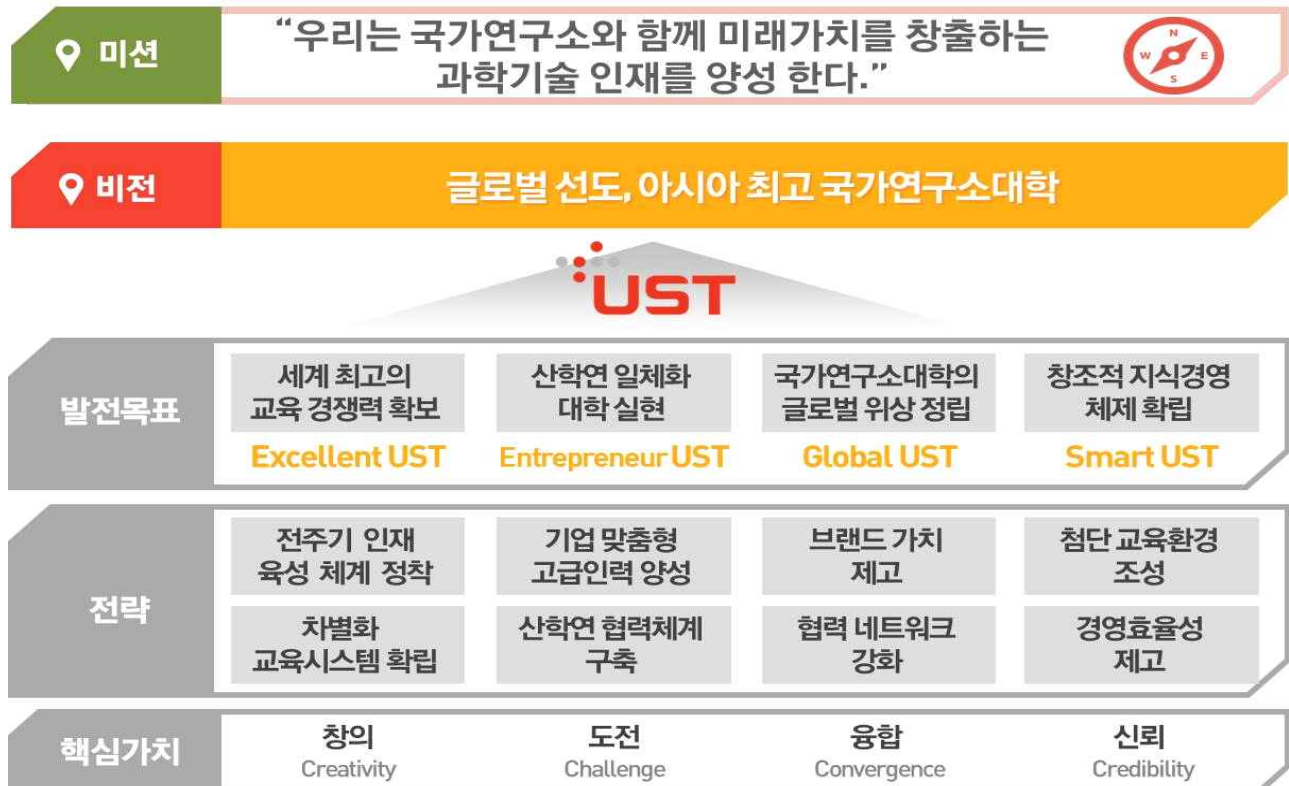 미션
“우리는 국가연구소와 함께 미래가치를 창출하는
과학기술 인재를 양성 한다.”
N
W E
S
비전
글로벌 선도, 아시아 최고 국가연구소대학
UST
발전목표
세계 최고의
교육 경쟁력 확보
Excellent UST
산학연 일체화
대학 실현
Entrepreneur UST
국가연구소대학의
글로벌 위상 정립
Global UST
창조적 지식경영
체제 확립
Smart UST
전략
전주기 인재
육성 체계 정착
기업 맞춤형
고급인력 양성
브랜드 가치
제고
첨단 교육환경
조성
차별화
교육시스템 확립
산학연 협력체계
구축
협력 네트워크
강화
경영효율성
제고
핵심가치
창의
Creativity
도전
Challenge
융합
Convergence
신뢰
Credibility